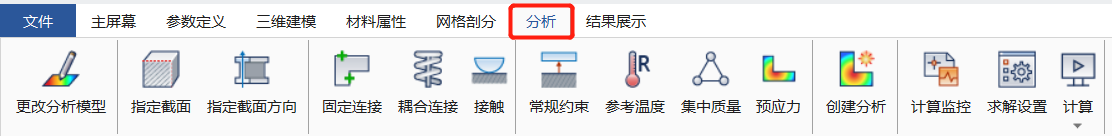 文件 主屏幕 参数定义 三维建模 材料属性 网格剖分 分析 结果展示
R
更改分析模型 指定截面 指定截面方向 固定连接 耦合连接 接触 常规约束 参考温度 集中质量 预应力 创建分析 计算监控 求解设置 计算